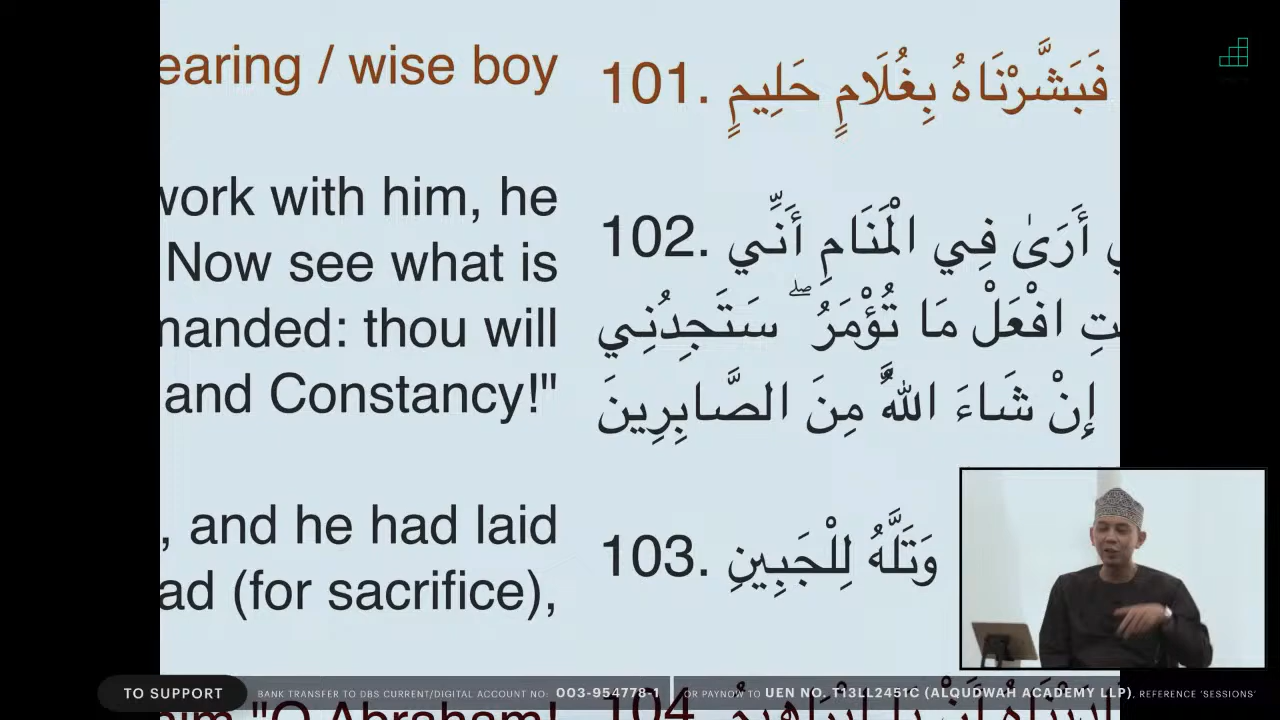 earing / wise boy
101. فَبَشَّرْنَاهُ بِغُلَامٍ حَلِيمٍ
work with him, he
Now see what is
manded: thou will
and Constancy!"
102. أَرَىٰ فِي الْمَنَامِ أَنِّي
افْعَلْ مَا تُؤْمَرُ ۖ سَتَجِدُنِي
إِنْ شَاءَ اللَّهُ مِنَ الصَّابِرِينَ
, and he had laid
ad (for sacrifice),
103. وَتَلَّهُ لِلْجَبِينِ
him "O Abraham!
104.
TO SUPPORT
BANK TRANSFER TO DBS CURRENT/DIGITAL ACCOUNT NO: 003-954778-1 OR PAYNOW TO UEN NO. T13LL2451C (ALQUDWAH ACADEMY LLP), REFERENCE 'SESSIONS'